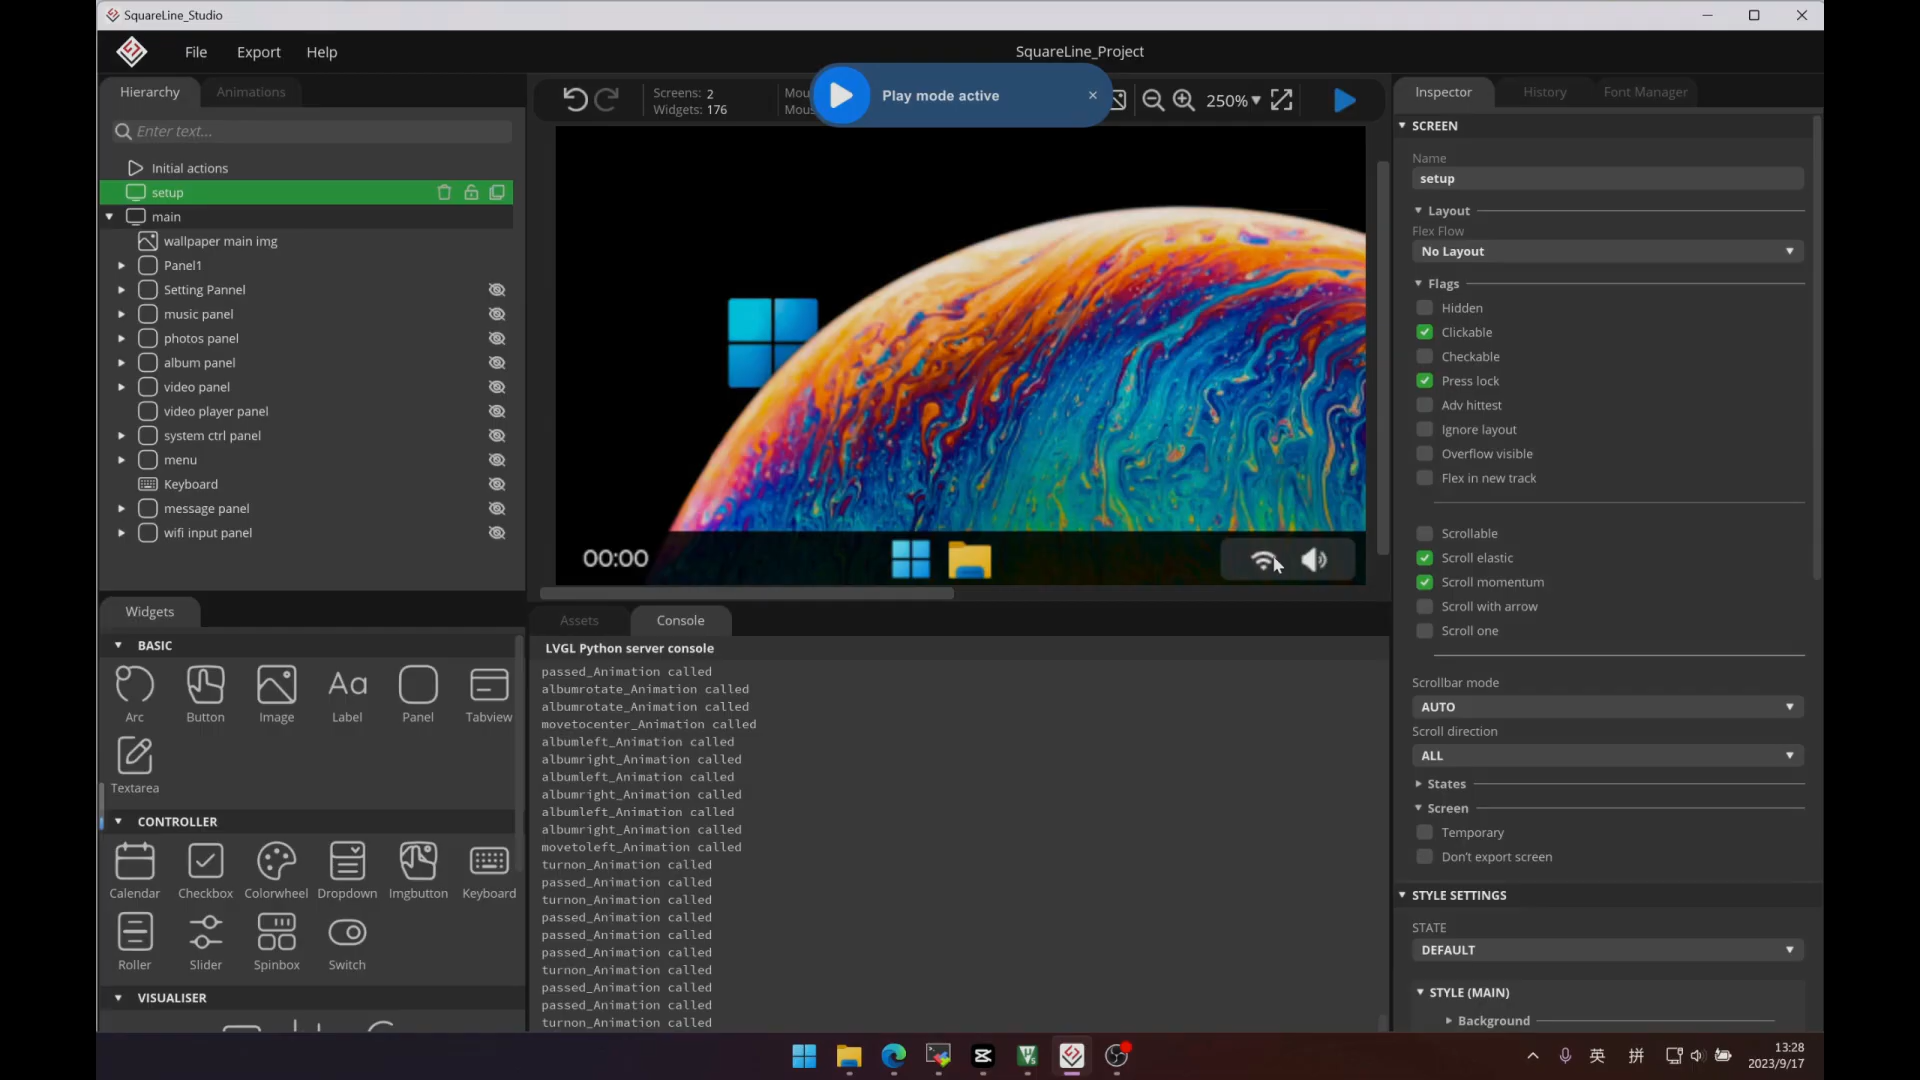 SquareLine_Studio
File
Export
Help
SquareLine_Project
Hierarchy
Animations
Enter text...
Initial actions
setup
main
wallpaper main img
Panel1
Setting Pannel
music panel
photos panel
album panel
video panel
video player panel
system ctrl panel
menu
Keyboard
message panel
wifi input panel
Widgets
BASIC
Arc
Button
Image
Label
Panel
Tabview
Textarea
CONTROLLER
Calendar
Checkbox
Colorwheel
Dropdown
Imgbutton
Keyboard
Roller
Slider
Spinbox
Switch
VISUALISER
Screens: 2
Widgets: 176
Mou
Mous
Play mode active
250%
00:00
Assets
Console
LVGL Python server console
passed_Animation called
albumrotate_Animation called
albumrotate_Animation called
movetocenter_Animation called
albumleft_Animation called
albumright_Animation called
albumleft_Animation called
albumright_Animation called
albumleft_Animation called
albumright_Animation called
movetoleft_Animation called
turnon_Animation called
passed_Animation called
turnon_Animation called
passed_Animation called
passed_Animation called
passed_Animation called
turnon_Animation called
passed_Animation called
passed_Animation called
turnon_Animation called
Inspector
History
Font Manager
SCREEN
Name
setup
Layout
Flex Flow
No Layout
Flags
Hidden
Clickable
Checkable
Press lock
Adv hittest
Ignore layout
Overflow visible
Flex in new track
Scrollable
Scroll elastic
Scroll momentum
Scroll with arrow
Scroll one
Scrollbar mode
AUTO
Scroll direction
ALL
States
Screen
Temporary
Don't export screen
STYLE SETTINGS
STATE
DEFAULT
STYLE (MAIN)
Background
英
拼
13:28
2023/9/17